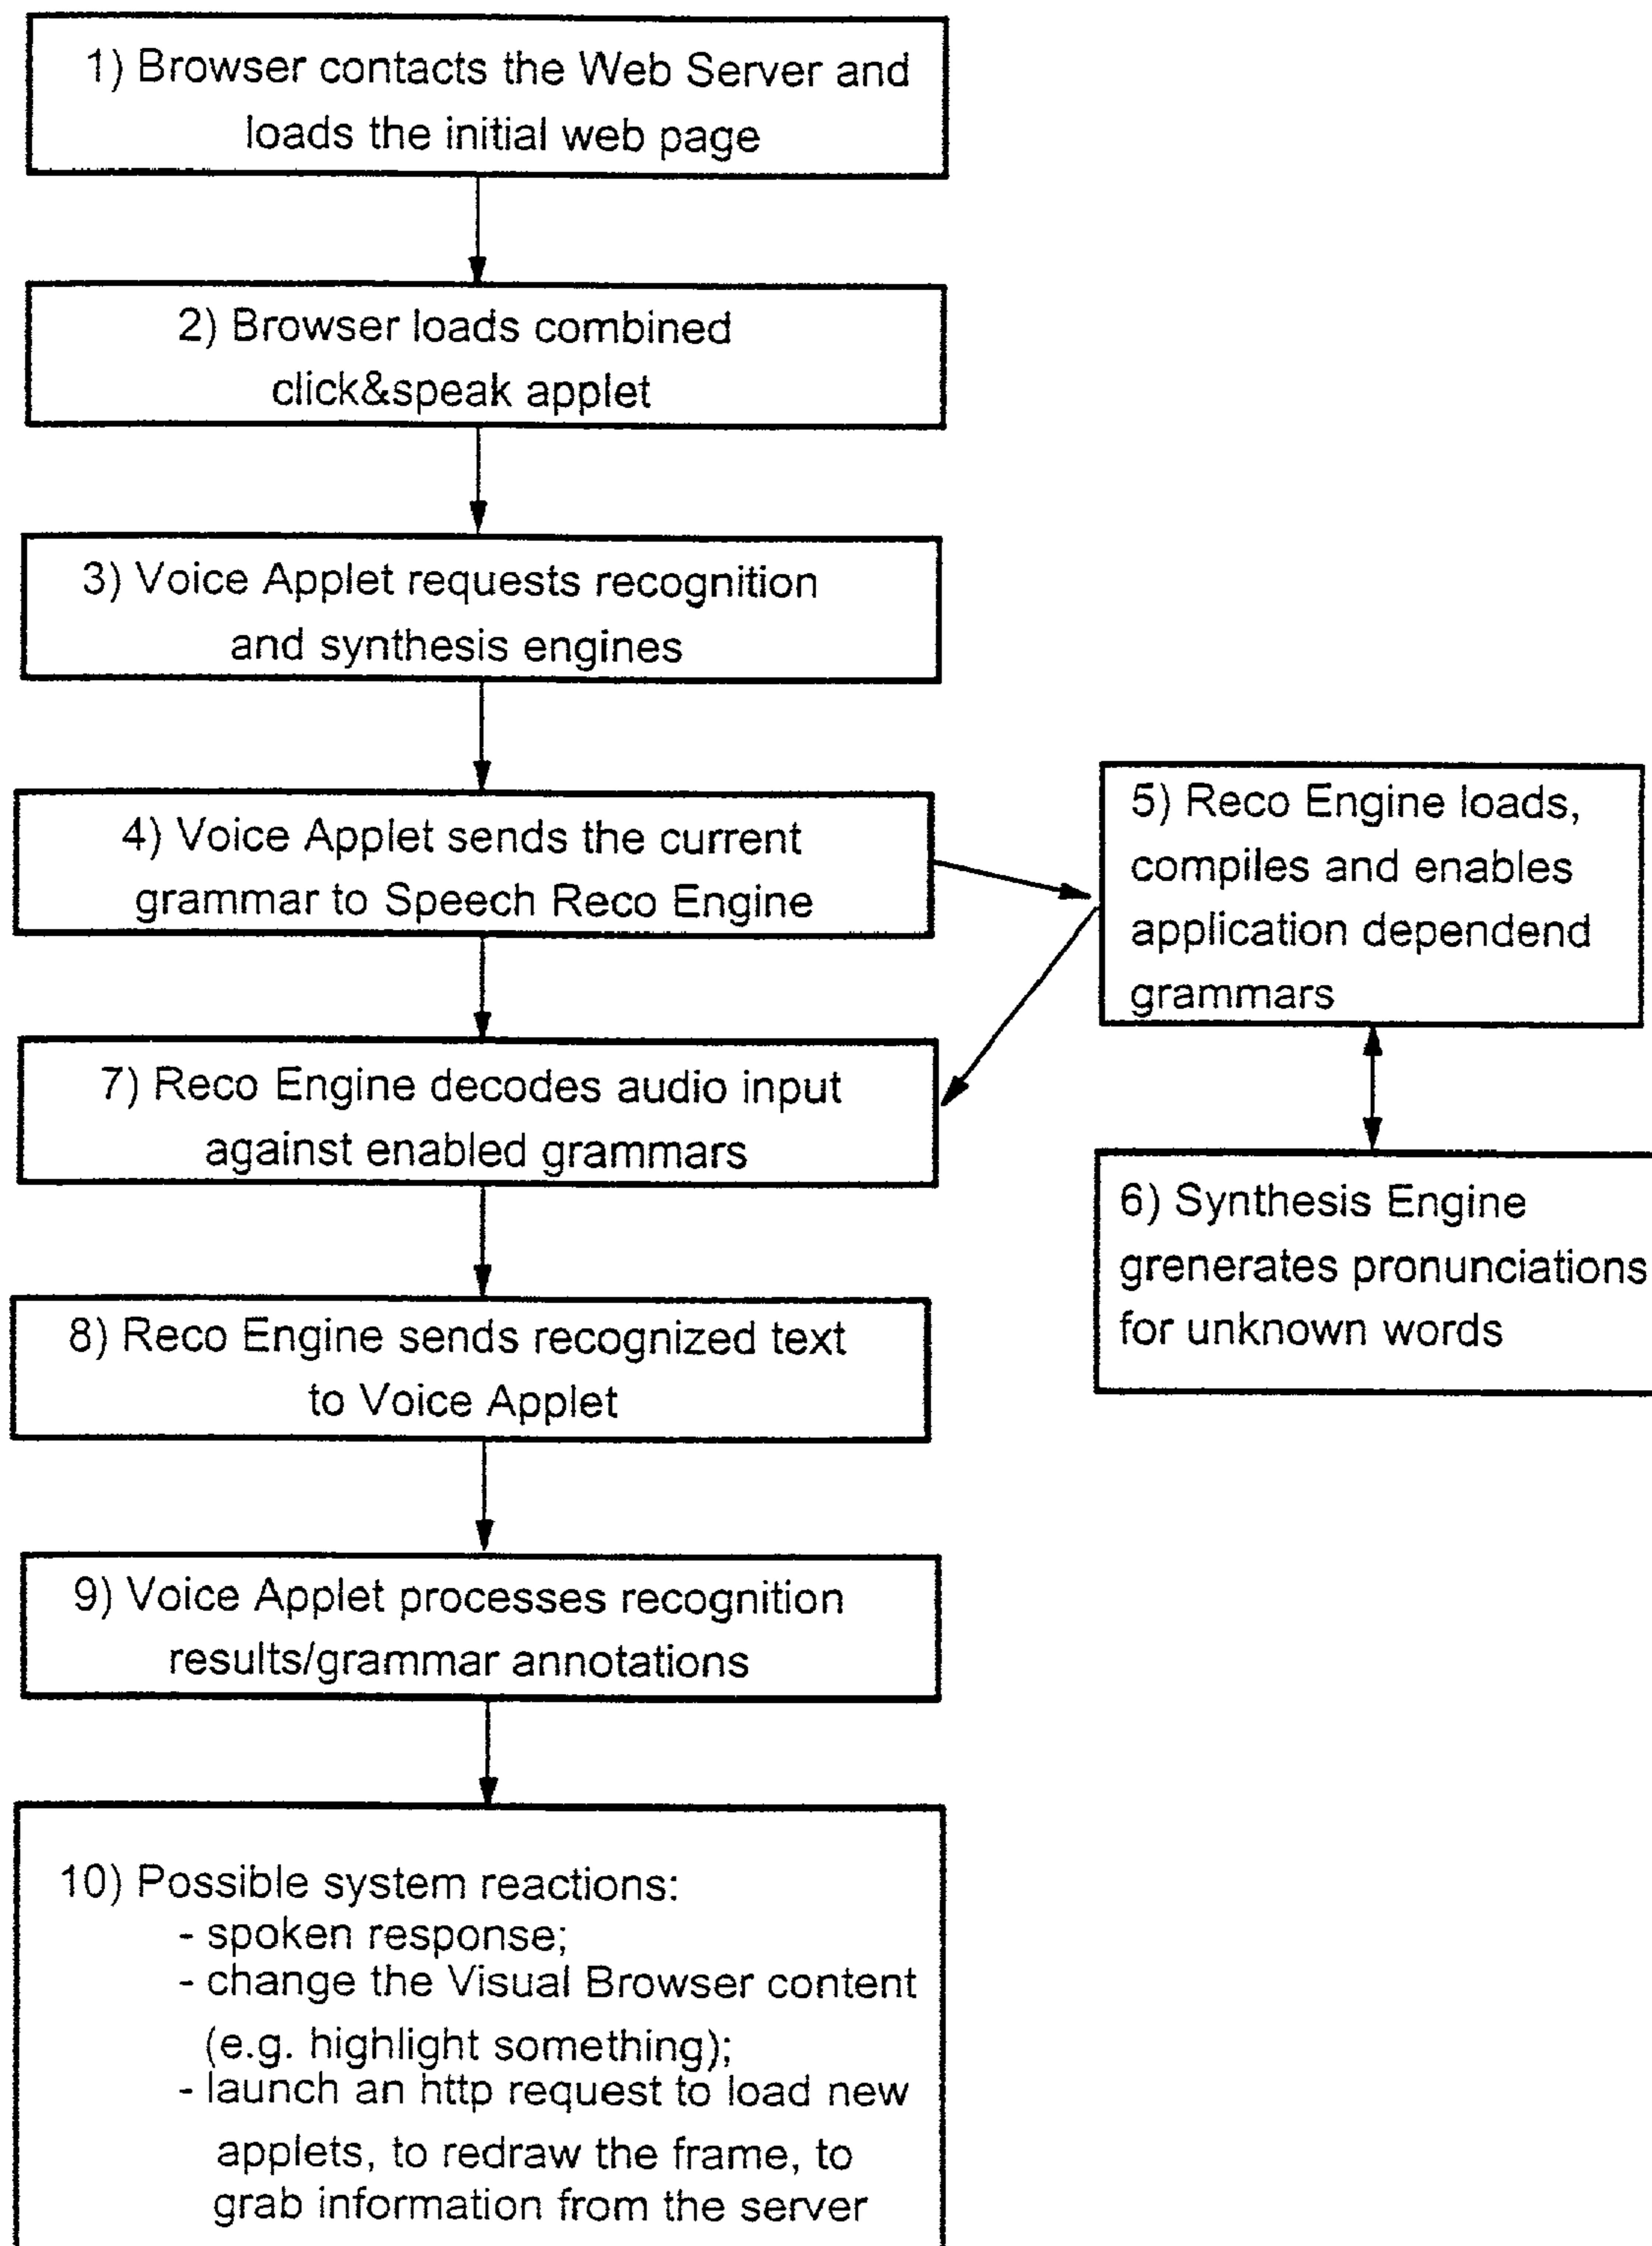 1) Browser contacts the Web Server and
loads the initial web page
2) Browser loads combined
click&speak applet
3) Voice Applet requests recognition
and synthesis engines
4) Voice Applet sends the current
grammar to Speech Reco Engine
5) Reco Engine loads,
compiles and enables
application dependend
grammars
6) Synthesis Engine
grenerates pronunciations
for unknown words
7) Reco Engine decodes audio input
against enabled grammars
8) Reco Engine sends recognized text
to Voice Applet
9) Voice Applet processes recognition
results/grammar annotations
10) Possible system reactions:
- spoken response;
- change the Visual Browser content
(e.g. highlight something);
- launch an http request to load new
applets, to redraw the frame, to
grab information from the server